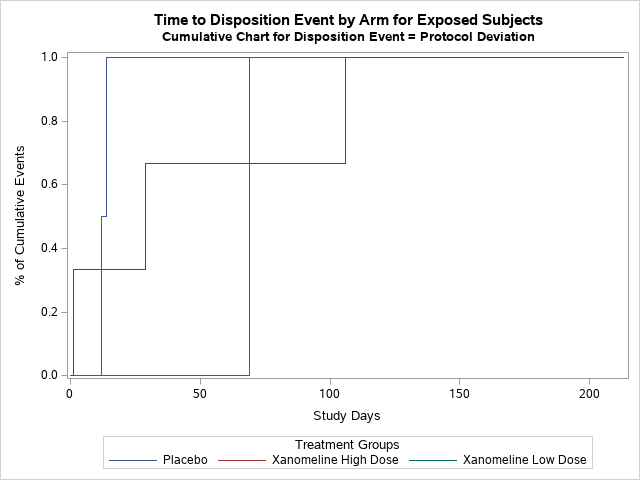 Time to Disposition Event by Arm for Exposed Subjects
Cumulative Chart for Disposition Event = Protocol Deviation
% of Cumulative Events
1.0
0.8
0.6
0.4
0.2
0.0
0 50 100 150 200
Study Days
Treatment Groups
Placebo Xanomeline High Dose Xanomeline Low Dose